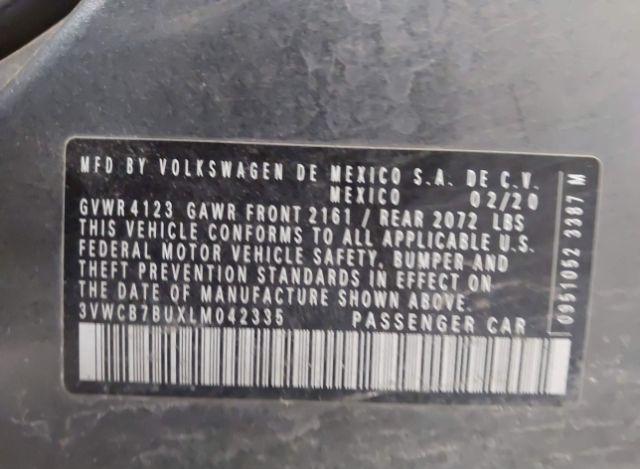 MFD BY VOLKSWAGEN DE MEXICO S.A. DE C.V.
MEXICO 02/20
GVWR 4123 GAWR FRONT 2161 / REAR 2072 LBS
THIS VEHICLE CONFORMS TO ALL APPLICABLE U.S.
FEDERAL MOTOR VEHICLE SAFETY, BUMPER AND
THEFT PREVENTION STANDARDS IN EFFECT ON
THE DATE OF MANUFACTURE SHOWN ABOVE.
3VWCB7BUXLM042335 PASSENGER CAR
0951052 3387 M